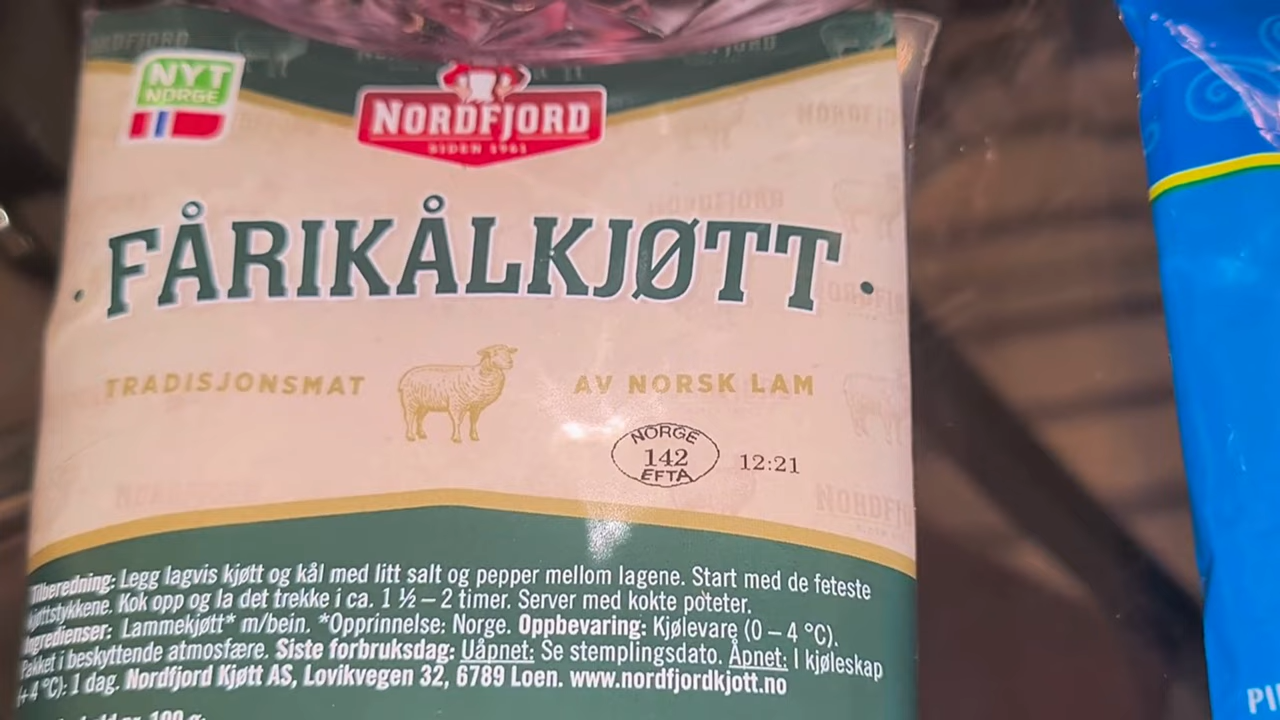 NYT
NORGE
NORDFJORD
SIDEN 1961
FÅRIKÅLKJØTT
TRADISJONSMAT
AV NORSK LAM
NORGE
142
EFTA
12:21
Tilberedning: Legg lagvis kjøtt og kål med litt salt og pepper mellom lagene. Start med de feteste
kjøttstykkene. Kok opp og la det trekke i ca. 1 ½ – 2 timer. Server med kokte poteter.
Ingredienser: Lammekjøtt* m/bein. *Opprinnelse: Norge. Oppbevaring: Kjølevare (0 – 4 °C).
Pakket i beskyttende atmosfære. Siste forbruksdag: Uåpnet: Se stemplingsdato. Åpnet: I kjøleskap
(+4 °C): 1 dag. Nordfjord Kjøtt AS, Lovikvegen 32, 6789 Loen. www.nordfjordkjott.no